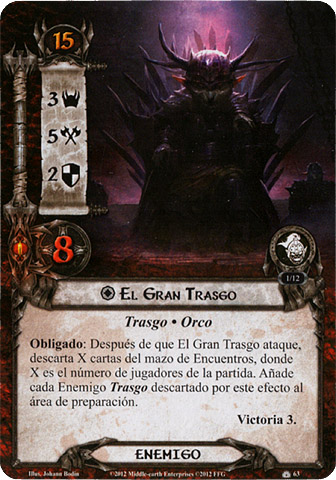 15
3
5
2
8
1/12
El Gran Trasgo
Trasgo • Orco
Obligado: Después de que El Gran Trasgo ataque,
descarta X cartas del mazo de Encuentros, donde
X es el número de jugadores de la partida. Añade
cada Enemigo Trasgo descartado por este efecto al
área de preparación.
Victoria 3.
ENEMIGO
Illus. Johann Bodin
©2012 Middle-earth Enterprises ©2012 FFG
63